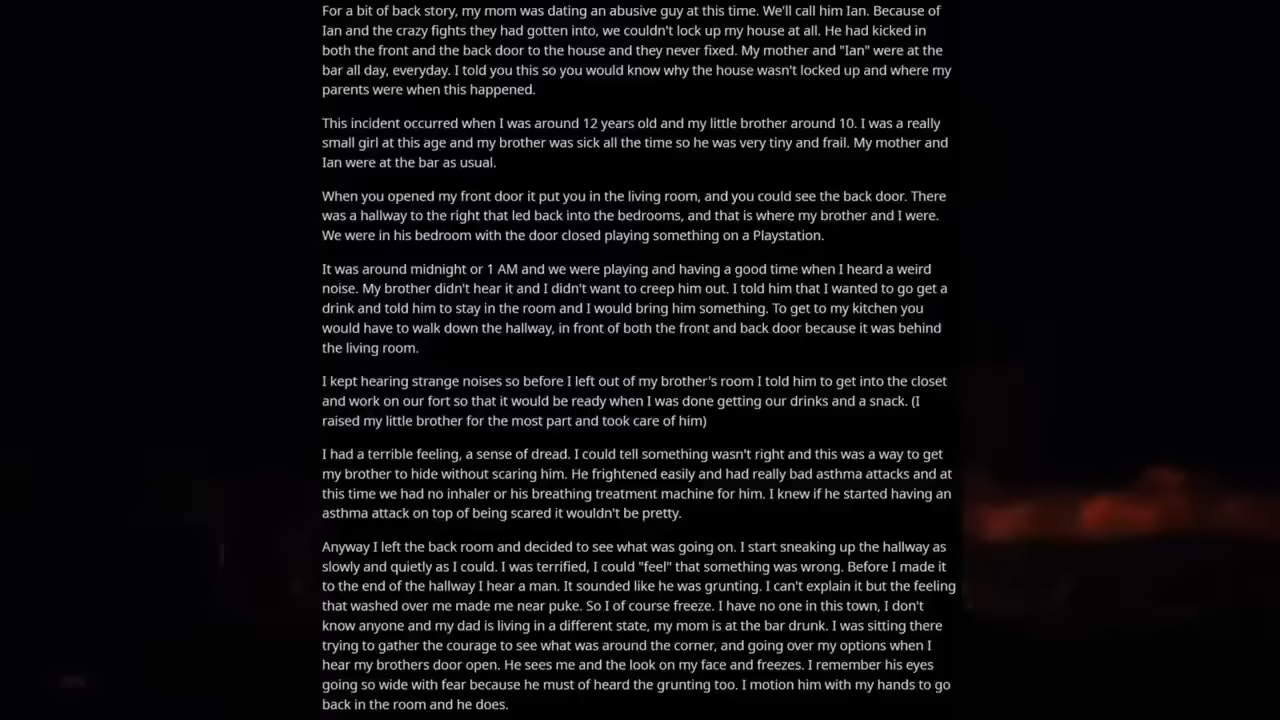 For a bit of back story, my mom was dating an abusive guy at this time. We'll call him Ian. Because of
Ian and the crazy fights they had gotten into, we couldn't lock up my house at all. He had kicked in
both the front and the back door to the house and they never fixed. My mother and "Ian" were at the
bar all day, everyday. I told you this so you would know why the house wasn't locked up and where my
parents were when this happened.
This incident occurred when I was around 12 years old and my little brother around 10. I was a really
small girl at this age and my brother was sick all the time so he was very tiny and frail. My mother and
Ian were at the bar as usual.
When you opened my front door it put you in the living room, and you could see the back door. There
was a hallway to the right that led back into the bedrooms, and that is where my brother and I were.
We were in his bedroom with the door closed playing something on a Playstation.
It was around midnight or 1 AM and we were playing and having a good time when I heard a weird
noise. My brother didn't hear it and I didn't want to creep him out. I told him that I wanted to go get a
drink and told him to stay in the room and I would bring him something. To get to my kitchen you
would have to walk down the hallway, in front of both the front and back door because it was behind
the living room.
I kept hearing strange noises so before I left out of my brother's room I told him to get into the closet
and work on our fort so that it would be ready when I was done getting our drinks and a snack. (I
raised my little brother for the most part and took care of him)
I had a terrible feeling, a sense of dread. I could tell something wasn't right and this was a way to get
my brother to hide without scaring him. He frightened easily and had really bad asthma attacks and at
this time we had no inhaler or his breathing treatment machine for him. I knew if he started having an
asthma attack on top of being scared it wouldn't be pretty.
Anyway I left the back room and decided to see what was going on. I start sneaking up the hallway as
slowly and quietly as I could. I was terrified, I could "feel" that something was wrong. Before I made it
to the end of the hallway I hear a man. It sounded like he was grunting. I can't explain it but the feeling
that washed over me made me near puke. So I of course freeze. I have no one in this town, I don't
know anyone and my dad is living in a different state, my mom is at the bar drunk. I was sitting there
trying to gather the courage to see what was around the corner, and going over my options when I
hear my brothers door open. He sees me and the look on my face and freezes. I remember his eyes
going so wide with fear because he must of heard the grunting too. I motion him with my hands to go
back in the room and he does.